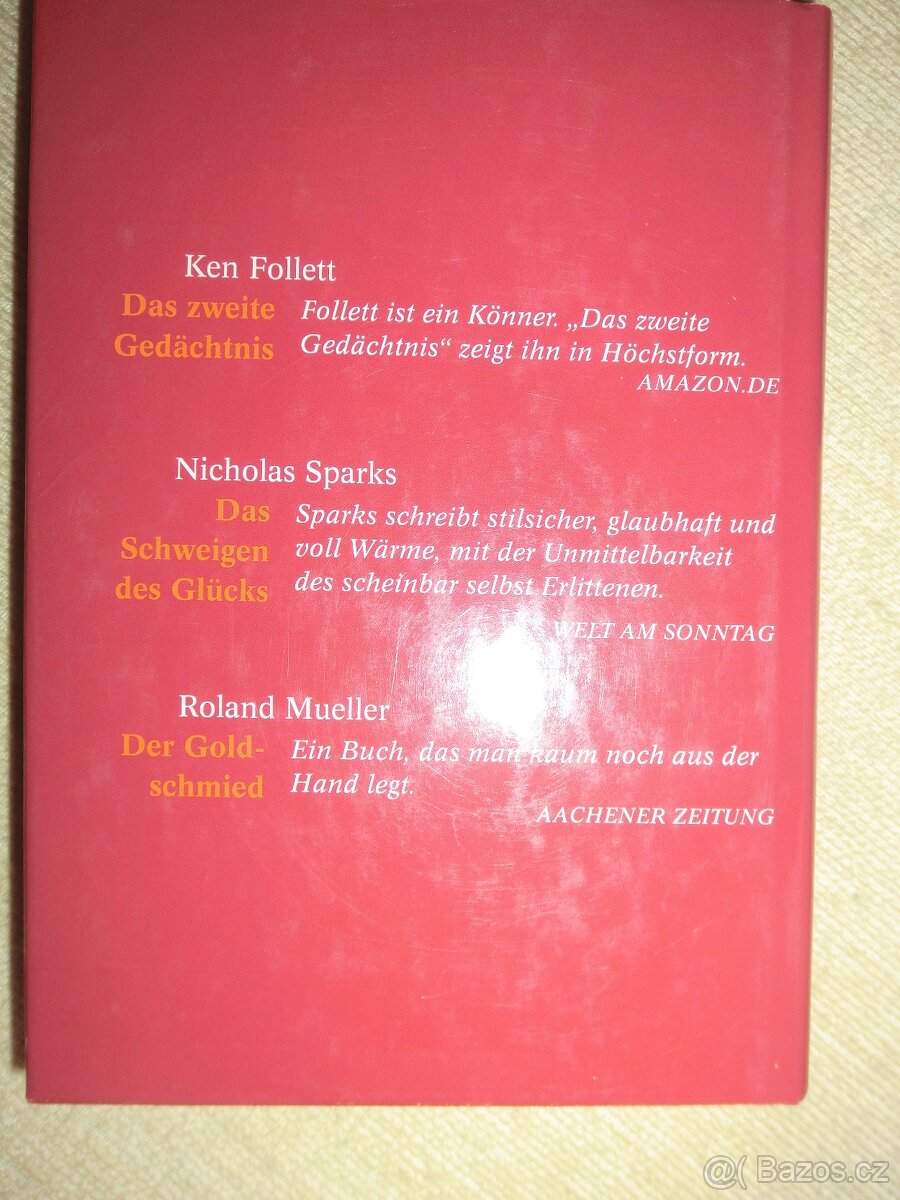 Ken Follett
Das zweite
Gedächtnis
Follett ist ein Könner. „Das zweite
Gedächtnis“ zeigt ihn in Höchstform.
AMAZON.DE
Nicholas Sparks
Das
Schweigen
des Glücks
Sparks schreibt stilsicher, glaubhaft und
voll Wärme, mit der Unmittelbarkeit
des scheinbar selbst Erlittenen.
WELT AM SONNTAG
Roland Mueller
Der Gold-
schmied
Ein Buch, das man kaum noch aus der
Hand legt.
AACHENER ZEITUNG
@ Bazos.cz